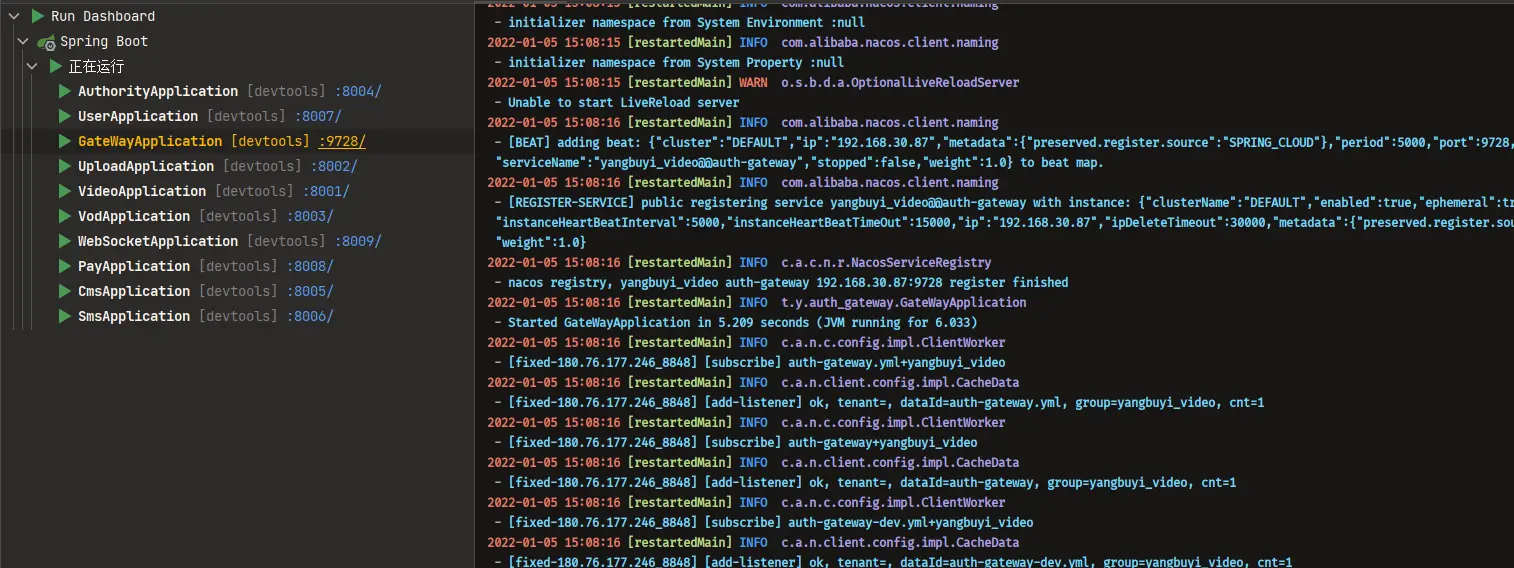 Run Dashboard
Spring Boot
正在运行
AuthorityApplication [devtools] :8004/
UserApplication [devtools] :8007/
GateWayApplication [devtools] :9728/
UploadApplication [devtools] :8002/
VideoApplication [devtools] :8001/
VodApplication [devtools] :8003/
WebSocketApplication [devtools] :8009/
PayApplication [devtools] :8008/
CmsApplication [devtools] :8005/
SmsApplication [devtools] :8006/
2022-01-05 15:08:15 [restartedMain] INFO com.alibaba.nacos.client.naming
- initializer namespace from System Environment :null
2022-01-05 15:08:15 [restartedMain] INFO com.alibaba.nacos.client.naming
- initializer namespace from System Property :null
2022-01-05 15:08:15 [restartedMain] WARN o.s.b.d.a.OptionalLiveReloadServer
- Unable to start LiveReload server
2022-01-05 15:08:16 [restartedMain] INFO com.alibaba.nacos.client.naming
- [BEAT] adding beat: {"cluster":"DEFAULT","ip":"192.168.30.87","metadata":{"preserved.register.source":"SPRING_CLOUD"},"period":5000,"port":9728,
"serviceName":"yangbuyi_video@@auth-gateway","stopped":false,"weight":1.0} to beat map.
2022-01-05 15:08:16 [restartedMain] INFO com.alibaba.nacos.client.naming
- [REGISTER-SERVICE] public registering service yangbuyi_video@@auth-gateway with instance: {"clusterName":"DEFAULT","enabled":true,"ephemeral":tr
"instanceHeartBeatInterval":5000,"instanceHeartBeatTimeOut":15000,"ip":"192.168.30.87","ipDeleteTimeout":30000,"metadata":{"preserved.register.sou
"weight":1.0}
2022-01-05 15:08:16 [restartedMain] INFO c.a.c.n.r.NacosServiceRegistry
- nacos registry, yangbuyi_video auth-gateway 192.168.30.87:9728 register finished
2022-01-05 15:08:16 [restartedMain] INFO t.y.auth_gateway.GateWayApplication
- Started GateWayApplication in 5.209 seconds (JVM running for 6.033)
2022-01-05 15:08:16 [restartedMain] INFO c.a.n.c.config.impl.ClientWorker
- [fixed-180.76.177.246_8848] [subscribe] auth-gateway.yml+yangbuyi_video
2022-01-05 15:08:16 [restartedMain] INFO c.a.n.client.config.impl.CacheData
- [fixed-180.76.177.246_8848] [add-listener] ok, tenant=, dataId=auth-gateway.yml, group=yangbuyi_video, cnt=1
2022-01-05 15:08:16 [restartedMain] INFO c.a.n.c.config.impl.ClientWorker
- [fixed-180.76.177.246_8848] [subscribe] auth-gateway+yangbuyi_video
2022-01-05 15:08:16 [restartedMain] INFO c.a.n.client.config.impl.CacheData
- [fixed-180.76.177.246_8848] [add-listener] ok, tenant=, dataId=auth-gateway, group=yangbuyi_video, cnt=1
2022-01-05 15:08:16 [restartedMain] INFO c.a.n.c.config.impl.ClientWorker
- [fixed-180.76.177.246_8848] [subscribe] auth-gateway-dev.yml+yangbuyi_video
2022-01-05 15:08:16 [restartedMain] INFO c.a.n.client.config.impl.CacheData
- [fixed-180.76.177.246_8848] [add-listener] ok, tenant=, dataId=auth-gateway-dev.yml, group=yangbuyi_video, cnt=1